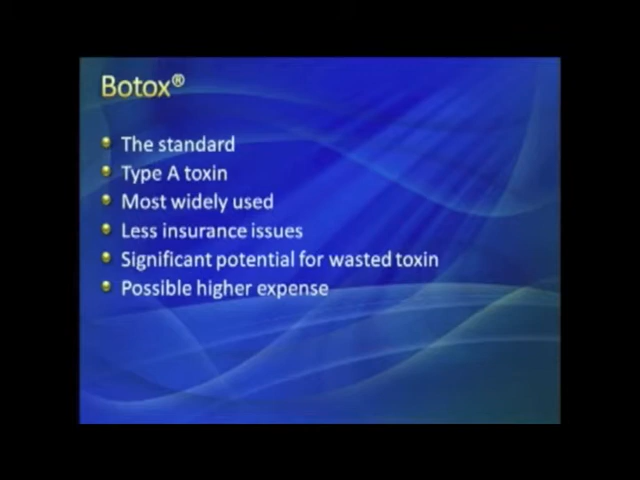 Botox®
The standard
Type A toxin
Most widely used
Less insurance issues
Significant potential for wasted toxin
Possible higher expense